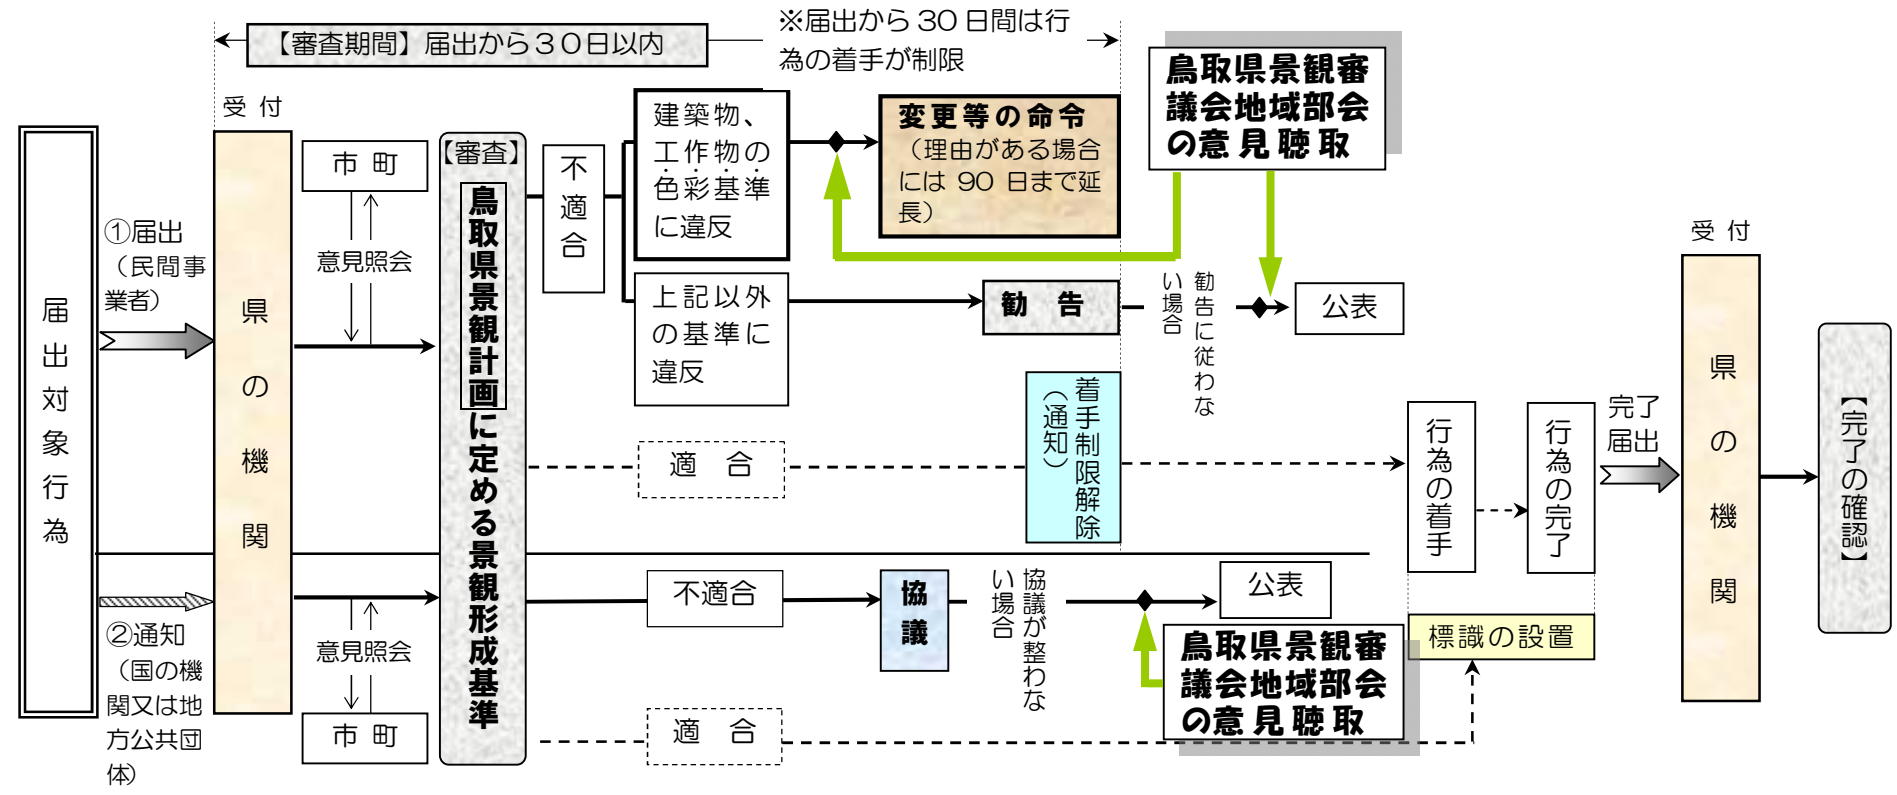 【審査期間】届出から３０日以内
※届出から 30 日間は行
為の着手が制限
受 付
届出対象行為
①届出
（民間事
業者）
②通知
（国の機
関又は地
方公共団
体）
県の機関
市 町
意見照会
意見照会
市 町
【審査】
鳥取県景観計画に定める景観形成基準
不適合
建築物、
工作物の
色彩基準
に違反
変更等の命令
（理由がある場合
には 90 日まで延
長）
鳥取県景観審
議会地域部会
の意見聴取
上記以外
の基準に
違反
勧 告
勧告に従わな
い場合
公表
適 合
着手制限解除
（通知）
不適合
協議
協議が整わな
い場合
公表
鳥取県景観審
議会地域部会
の意見聴取
適 合
行為の着手
行為の完了
標識の設置
完了
届出
受 付
県の機関
【完了の確認】